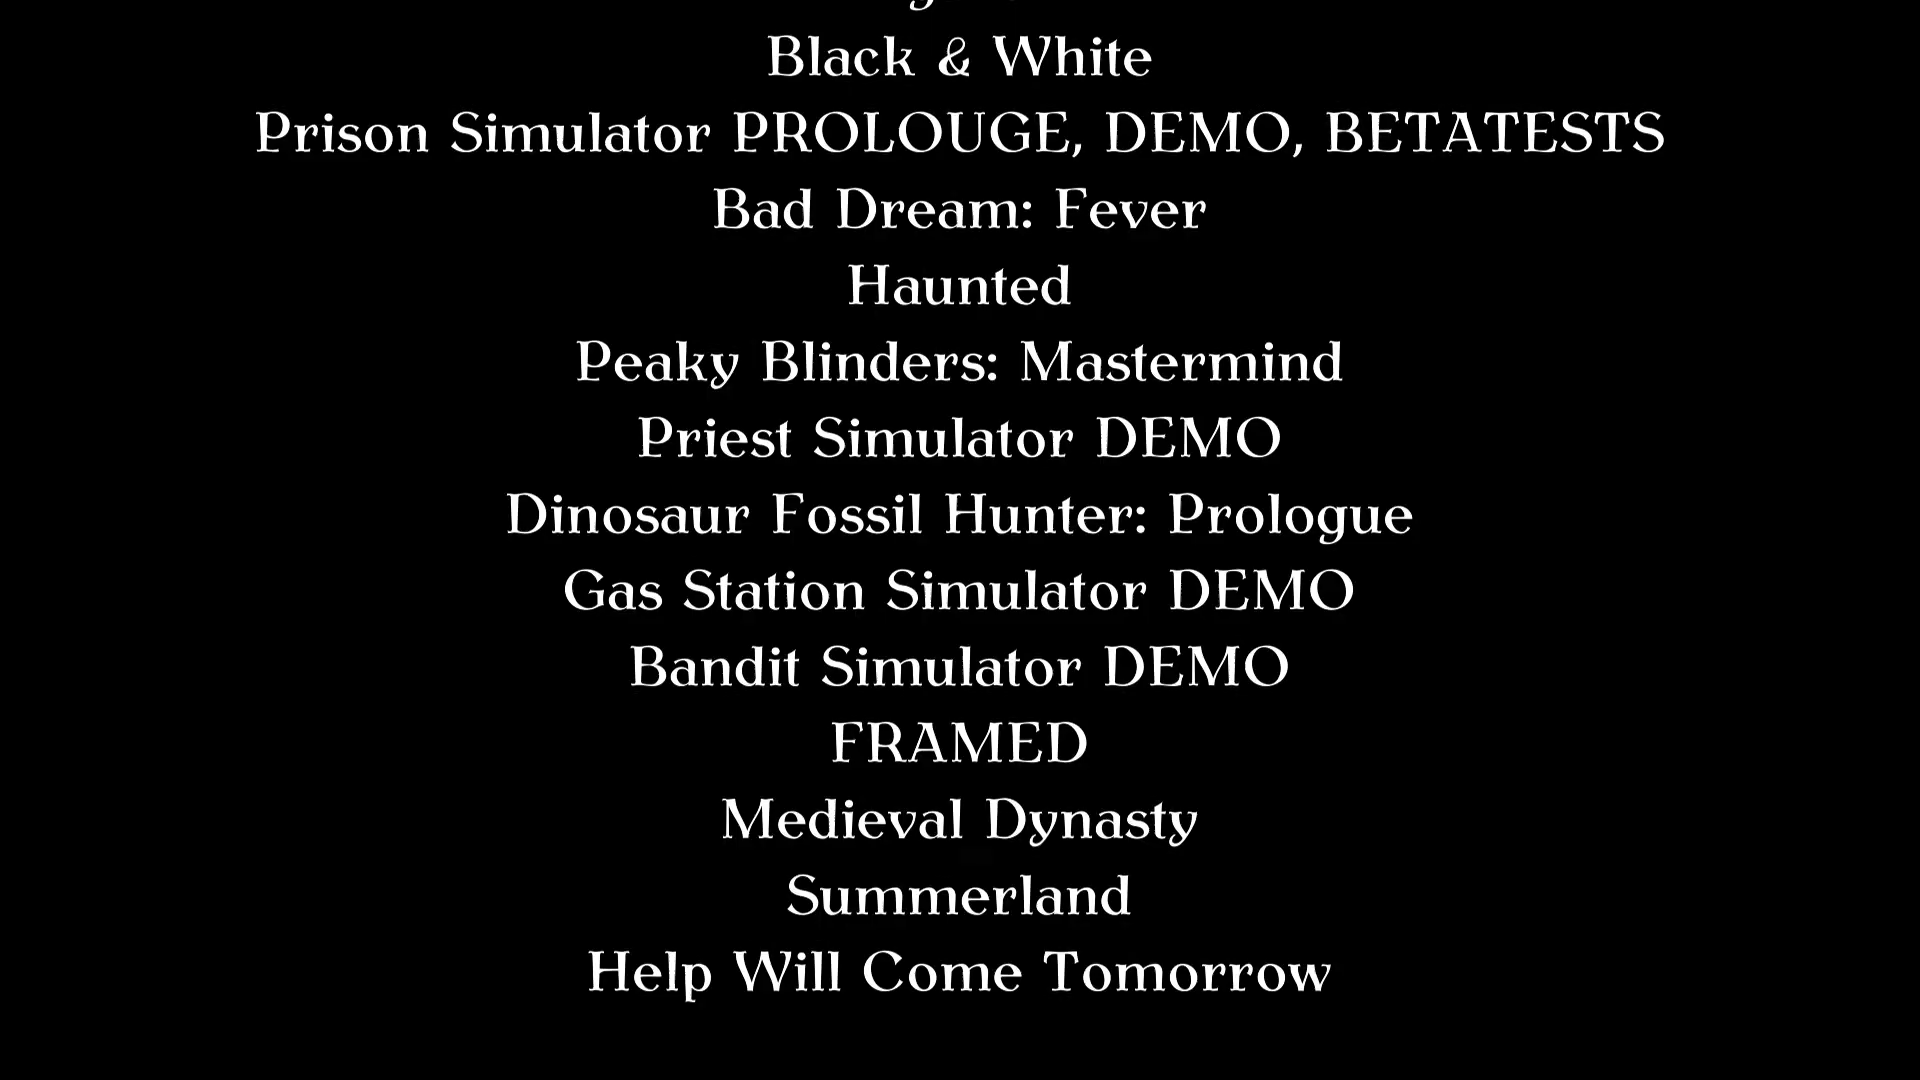 Black & White
Prison Simulator PROLOUGE, DEMO, BETATESTS
Bad Dream: Fever
Haunted
Peaky Blinders: Mastermind
Priest Simulator DEMO
Dinosaur Fossil Hunter: Prologue
Gas Station Simulator DEMO
Bandit Simulator DEMO
FRAMED
Medieval Dynasty
Summerland
Help Will Come Tomorrow